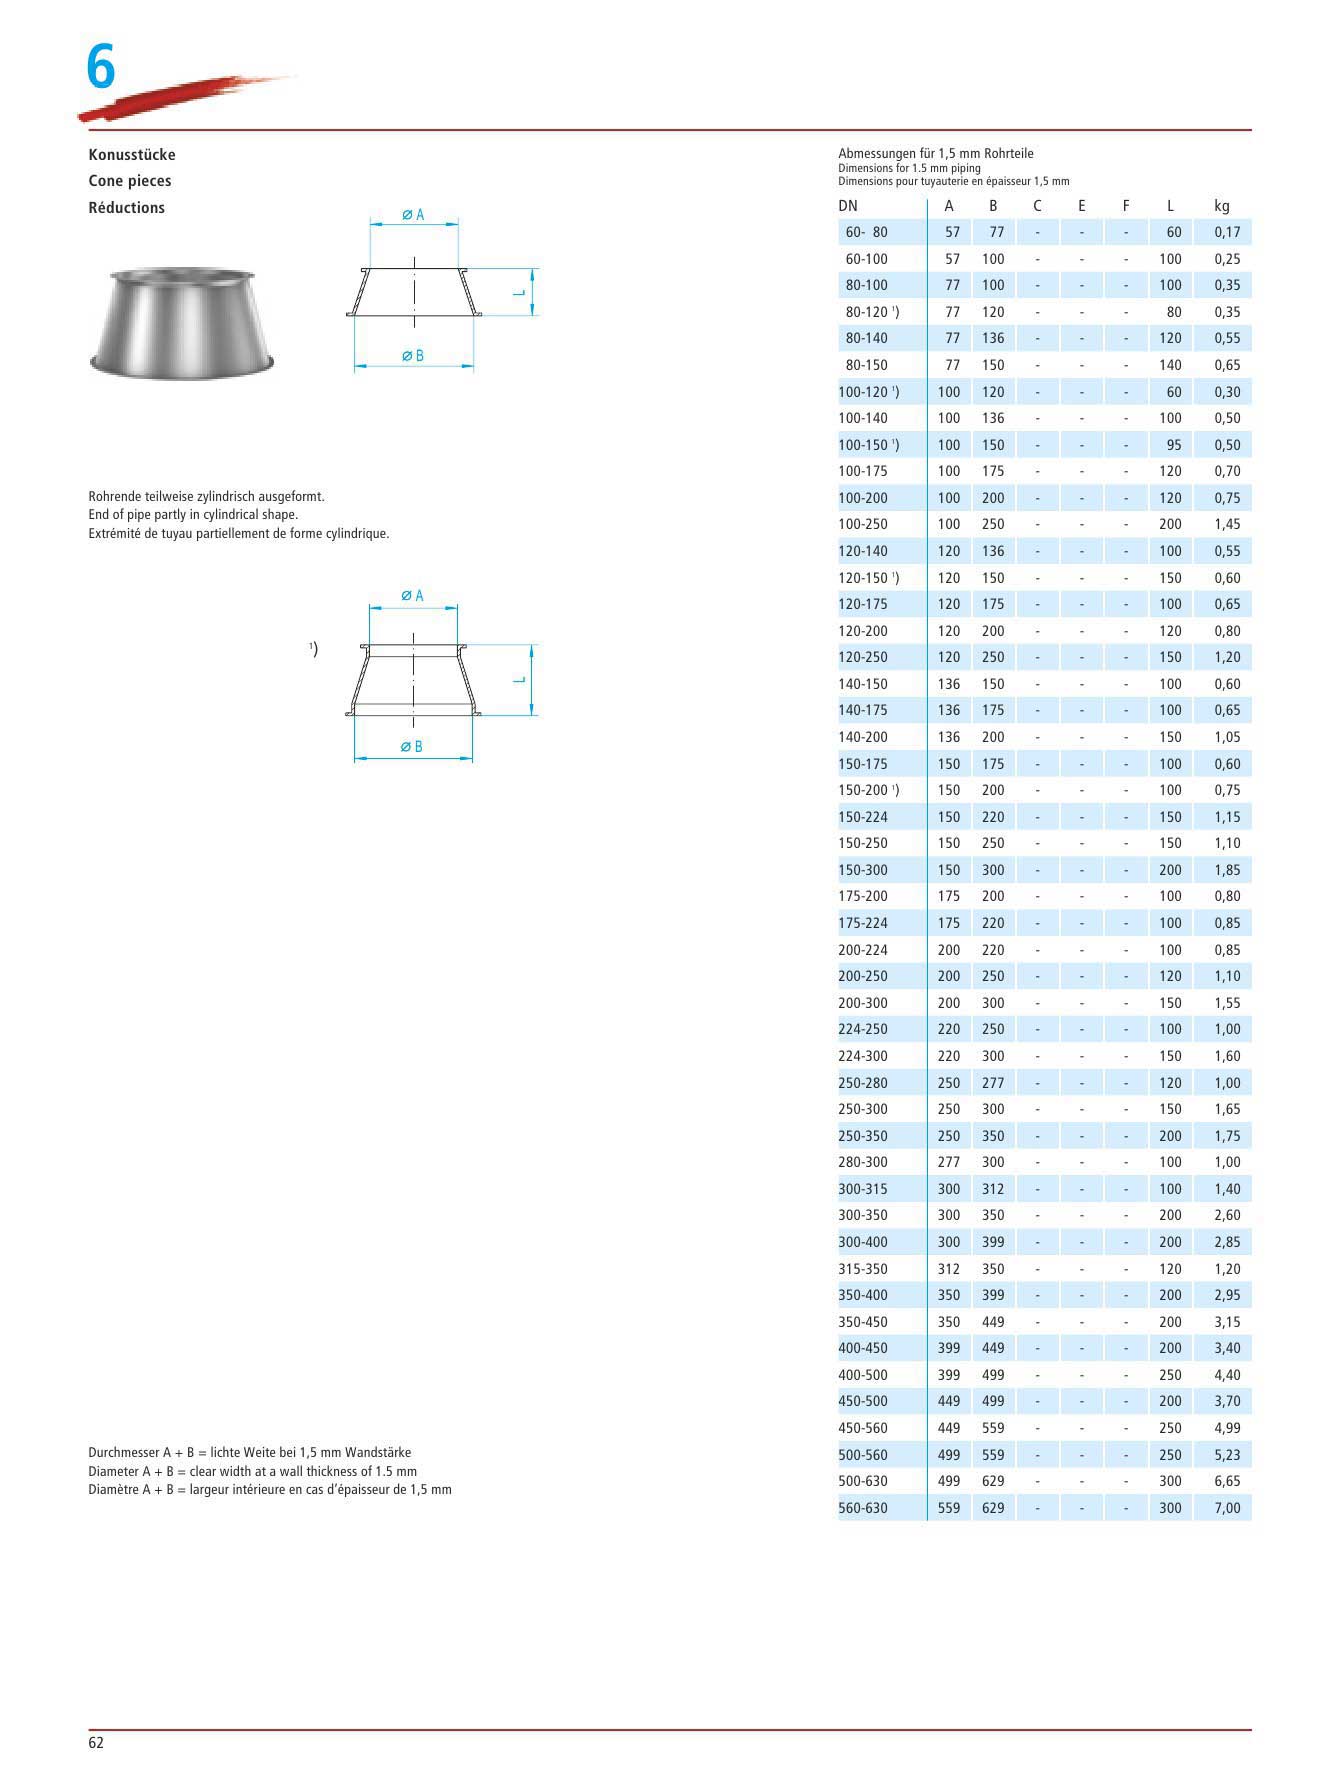 6
Konusstücke
Cone pieces
Réductions
ø A
L
ø B
Rohrende teilweise zylindrisch ausgeformt.
End of pipe partly in cylindrical shape.
Extrémité de tuyau partiellement de forme cylindrique.
ø A
1)
L
ø B
Durchmesser A + B = lichte Weite bei 1,5 mm Wandstärke
Diameter A + B = clear width at a wall thickness of 1.5 mm
Diamètre A + B = largeur intérieure en cas d’épaisseur de 1,5 mm
Abmessungen für 1,5 mm Rohrteile
Dimensions for 1.5 mm piping
Dimensions pour tuyauterie en épaisseur 1,5 mm
DN A B C E F L kg
60- 80 57 77 - - - 60 0,17
60-100 57 100 - - - 100 0,25
80-100 77 100 - - - 100 0,35
80-120 1) 77 120 - - - 80 0,35
80-140 77 136 - - - 120 0,55
80-150 77 150 - - - 140 0,65
100-120 1) 100 120 - - - 60 0,30
100-140 100 136 - - - 100 0,50
100-150 1) 100 150 - - - 95 0,50
100-175 100 175 - - - 120 0,70
100-200 100 200 - - - 120 0,75
100-250 100 250 - - - 200 1,45
120-140 120 136 - - - 100 0,55
120-150 1) 120 150 - - - 150 0,60
120-175 120 175 - - - 100 0,65
120-200 120 200 - - - 120 0,80
120-250 120 250 - - - 150 1,20
140-150 136 150 - - - 100 0,60
140-175 136 175 - - - 100 0,65
140-200 136 200 - - - 150 1,05
150-175 150 175 - - - 100 0,60
150-200 1) 150 200 - - - 100 0,75
150-224 150 220 - - - 150 1,15
150-250 150 250 - - - 150 1,10
150-300 150 300 - - - 200 1,85
175-200 175 200 - - - 100 0,80
175-224 175 220 - - - 100 0,85
200-224 200 220 - - - 100 0,85
200-250 200 250 - - - 120 1,10
200-300 200 300 - - - 150 1,55
224-250 220 250 - - - 100 1,00
224-300 220 300 - - - 150 1,60
250-280 250 277 - - - 120 1,00
250-300 250 300 - - - 150 1,65
250-350 250 350 - - - 200 1,75
280-300 277 300 - - - 100 1,00
300-315 300 312 - - - 100 1,40
300-350 300 350 - - - 200 2,60
300-400 300 399 - - - 200 2,85
315-350 312 350 - - - 120 1,20
350-400 350 399 - - - 200 2,95
350-450 350 449 - - - 200 3,15
400-450 399 449 - - - 200 3,40
400-500 399 499 - - - 250 4,40
450-500 449 499 - - - 200 3,70
450-560 449 559 - - - 250 4,99
500-560 499 559 - - - 250 5,23
500-630 499 629 - - - 300 6,65
560-630 559 629 - - - 300 7,00
62